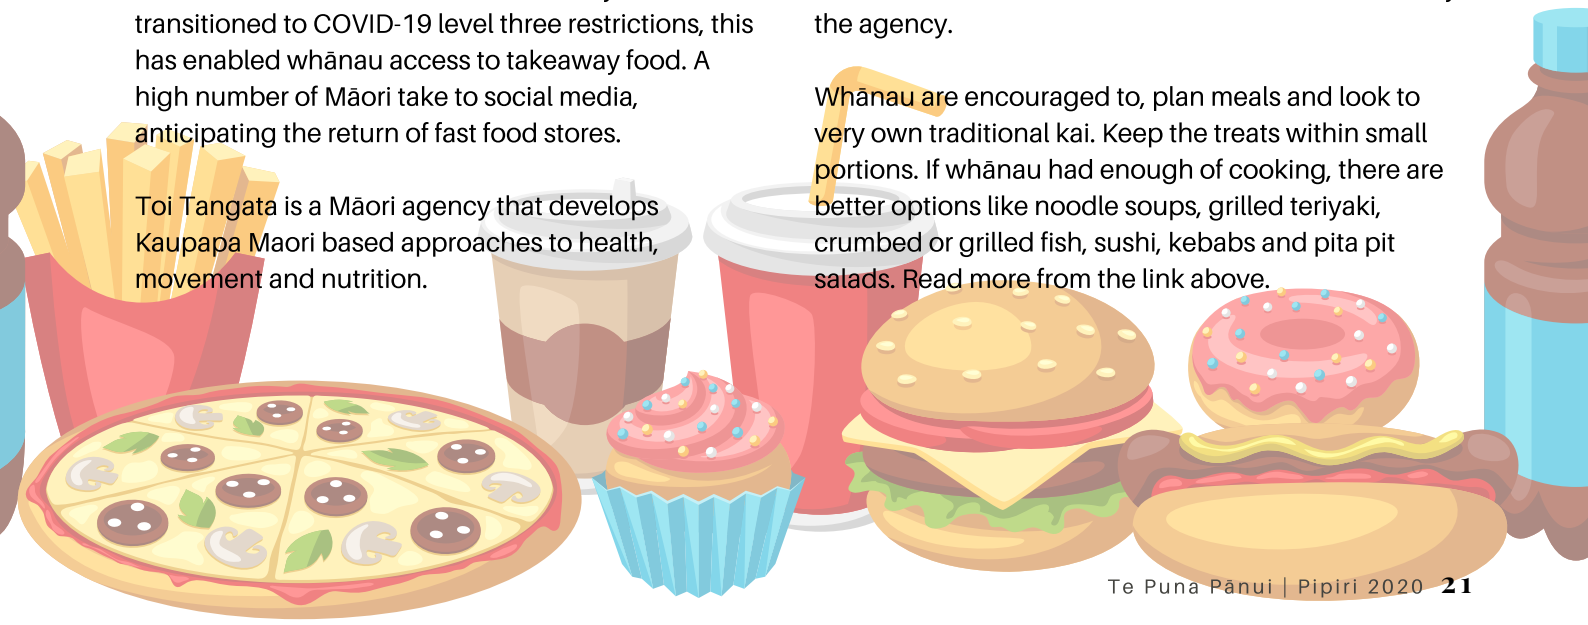 transitioned to COVID-19 level three restrictions, this
has enabled whānau access to takeaway food. A
high number of Māori take to social media,
anticipating the return of fast food stores.
Toi Tangata is a Māori agency that develops
Kaupapa Maori based approaches to health,
movement and nutrition.
the agency.
Whānau are encouraged to, plan meals and look to
very own traditional kai. Keep the treats within small
portions. If whānau had enough of cooking, there are
better options like noodle soups, grilled teriyaki,
crumbed or grilled fish, sushi, kebabs and pita pit
salads. Read more from the link above.
Te Puna Pānui | Pipiri 2020 21